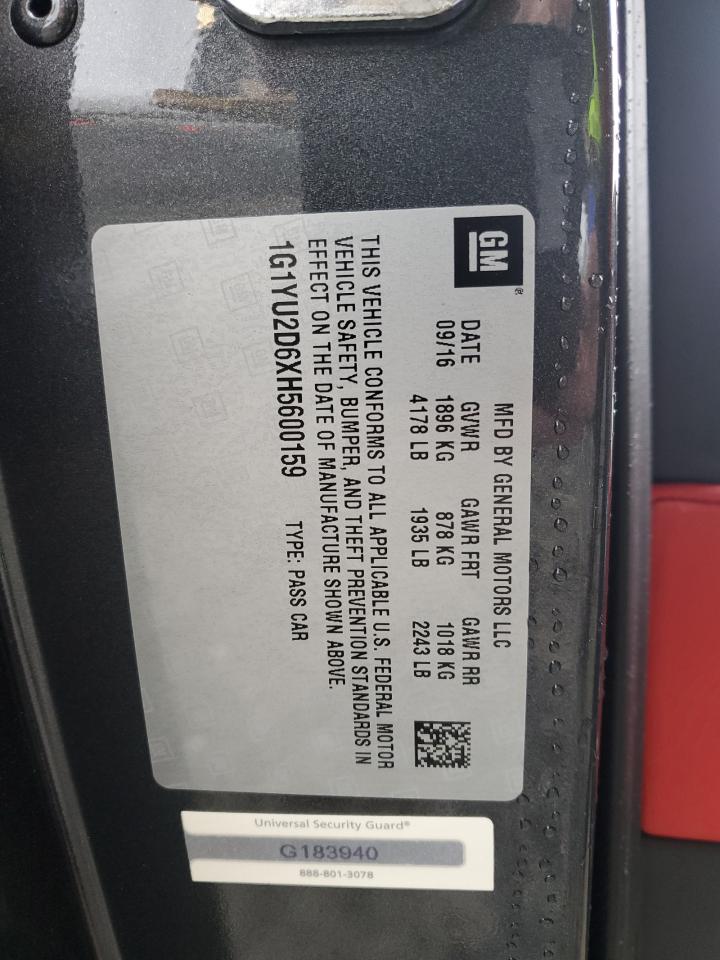 GM®
MFD BY GENERAL MOTORS LLC
DATE GVWR GAWR FRT GAWR RR
09/16 1896 KG 878 KG 1018 KG
4178 LB 1935 LB 2243 LB
THIS VEHICLE CONFORMS TO ALL APPLICABLE U.S. FEDERAL MOTOR
VEHICLE SAFETY, BUMPER, AND THEFT PREVENTION STANDARDS IN
EFFECT ON THE DATE OF MANUFACTURE SHOWN ABOVE.
1G1YU2D6XH5600159 TYPE: PASS CAR
Universal Security Guard®
G183940
888-801-3078